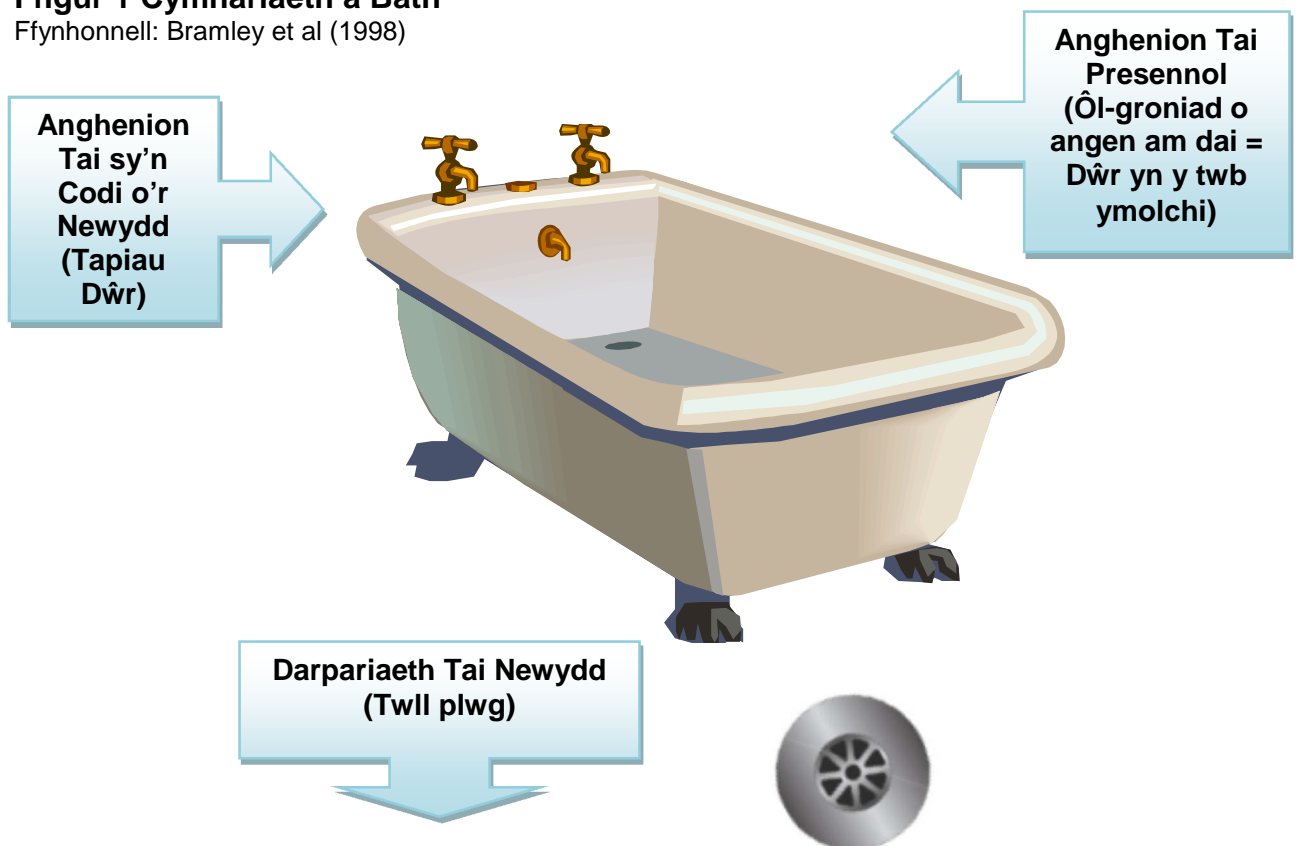 Ffigur 1 Cymhariaeth â Bath
Ffynhonnell: Bramley et al (1998)
Anghenion
Tai sy'n
Codi o'r
Newydd
(Tapiau
Dŵr)
Anghenion Tai
Presennol
(Ôl-groniad o
angen am dai =
Dŵr yn y twb
ymolchi)
Darpariaeth Tai Newydd
(Twll plwg)